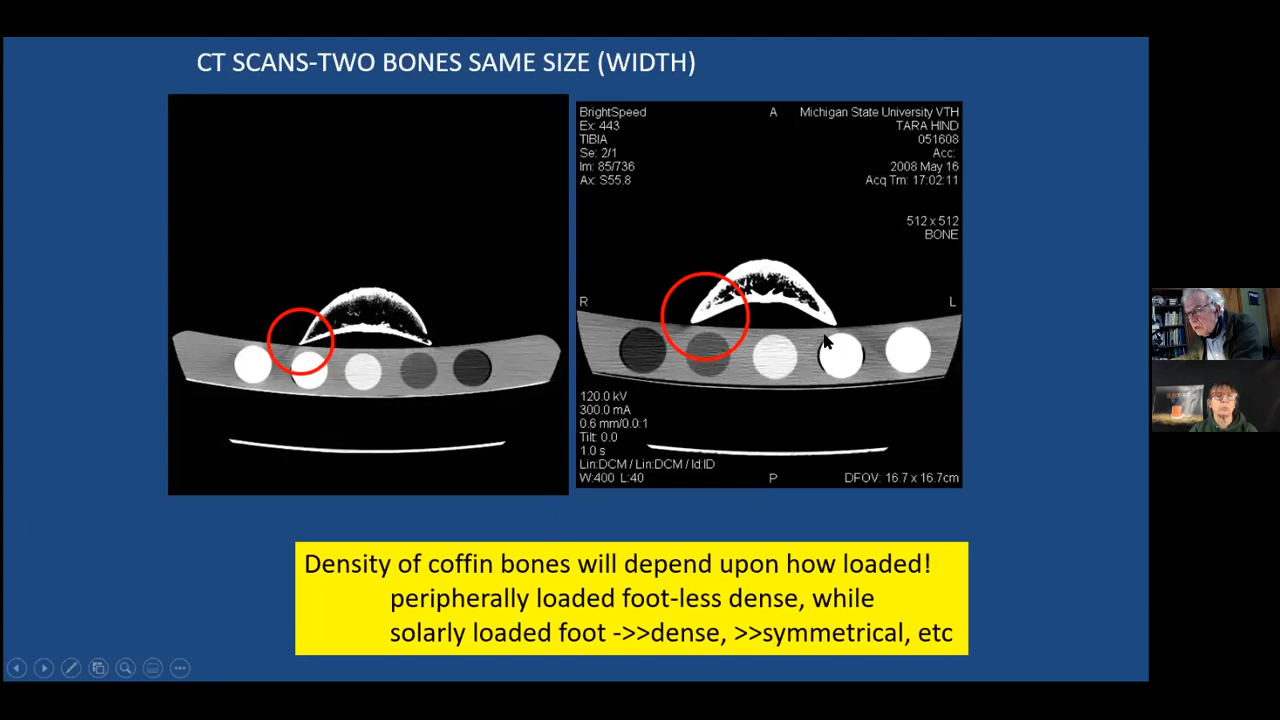 CT SCANS-TWO BONES SAME SIZE (WIDTH)
BrightSpeed
Ex: 443
TIBIA
Se: 2/1
Im: 85/736
Ax: S55.8
A
Michigan State University VTH
TARA HIND
051608
Acc:
2008 May 16
Acq Tm: 17:02:11
512 x 512
BONE
R
L
120.0 kV
300.0 mA
0.6 mm/0.0:1
Tilt: 0.0
1.0 s
Lin:DCM / Lin:DCM / Id:ID
W:400 L:40
P
DFOV: 16.7 x 16.7cm
Density of coffin bones will depend upon how loaded!
peripherally loaded foot-less dense, while
solarly loaded foot ->>dense, >>symmetrical, etc